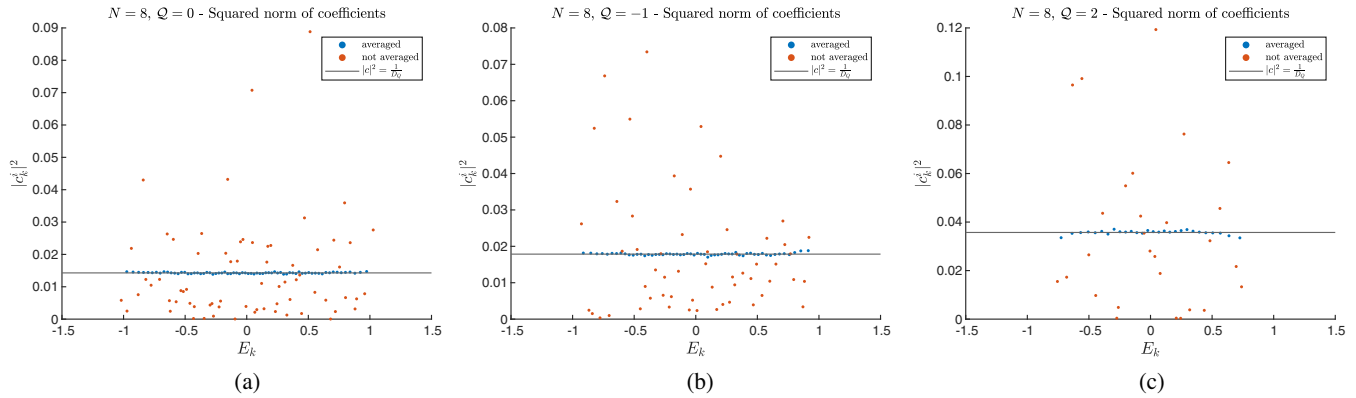 N = 8, Q = 0 - Squared norm of coefficients
0.09
0.08
0.07
0.06
0.05
0.04
0.03
0.02
0.01
0
|c_k^i|^2
-1.5 -1 -0.5 0 0.5 1 1.5
E_k
averaged
not averaged
|c|^2 = 1/D_Q
(a)
N = 8, Q = −1 - Squared norm of coefficients
0.08
0.07
0.06
0.05
0.04
0.03
0.02
0.01
0
|c_k^i|^2
-1.5 -1 -0.5 0 0.5 1 1.5
E_k
averaged
not averaged
|c|^2 = 1/D_Q
(b)
N = 8, Q = 2 - Squared norm of coefficients
0.12
0.1
0.08
0.06
0.04
0.02
0
|c_k^i|^2
-1.5 -1 -0.5 0 0.5 1 1.5
E_k
averaged
not averaged
|c|^2 = 1/D_Q
(c)